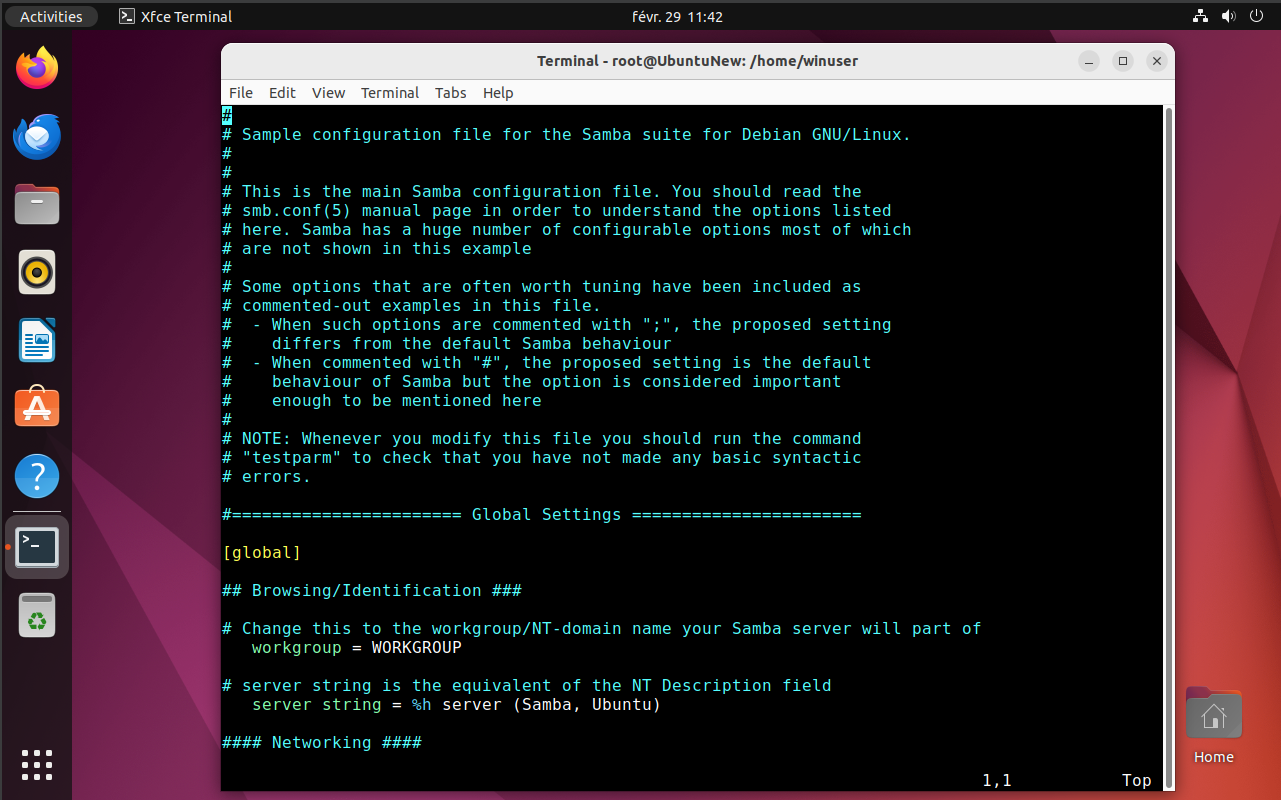 Activities
Xfce Terminal
févr. 29 11:42
Terminal - root@UbuntuNew: /home/winuser
File Edit View Terminal Tabs Help
#
# Sample configuration file for the Samba suite for Debian GNU/Linux.
#
#
# This is the main Samba configuration file. You should read the
# smb.conf(5) manual page in order to understand the options listed
# here. Samba has a huge number of configurable options most of which
# are not shown in this example
#
# Some options that are often worth tuning have been included as
# commented-out examples in this file.
#  - When such options are commented with ";", the proposed setting
#    differs from the default Samba behaviour
#  - When commented with "#", the proposed setting is the default
#    behaviour of Samba but the option is considered important
#    enough to be mentioned here
#
# NOTE: Whenever you modify this file you should run the command
# "testparm" to check that you have not made any basic syntactic
# errors.
#======================= Global Settings =======================
[global]
## Browsing/Identification ###
# Change this to the workgroup/NT-domain name your Samba server will part of
   workgroup = WORKGROUP
# server string is the equivalent of the NT Description field
   server string = %h server (Samba, Ubuntu)
#### Networking ####
1,1 Top
Home